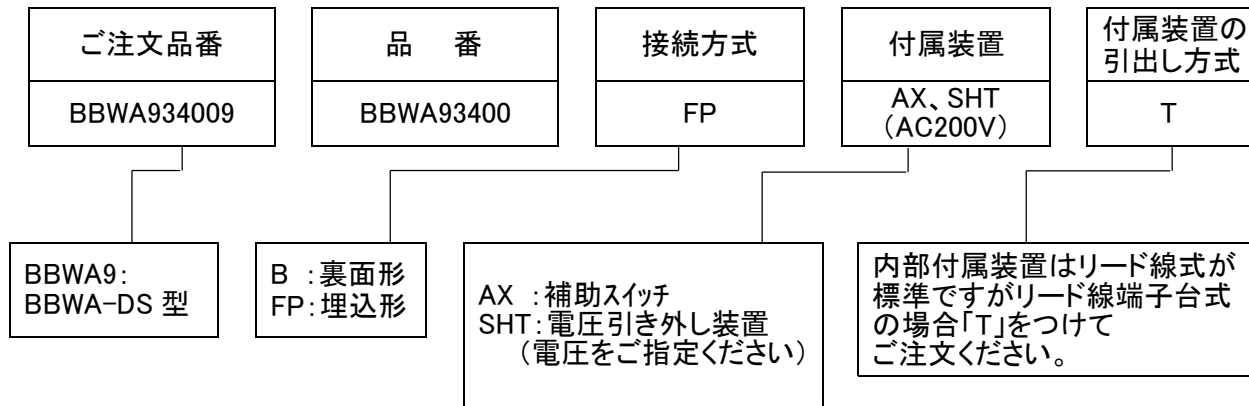 ご注文品番
BBWA934009
品　番
BBWA93400
接続方式
FP
付属装置
AX、SHT
(AC200V)
付属装置の
引出し方式
T
BBWA9:
BBWA-DS 型
B ：裏面形
FP：埋込形
AX ：補助スイッチ
SHT：電圧引き外し装置
（電圧をご指定ください）
内部付属装置はリード線式が
標準ですがリード線端子台式
の場合「T」をつけて
ご注文ください。